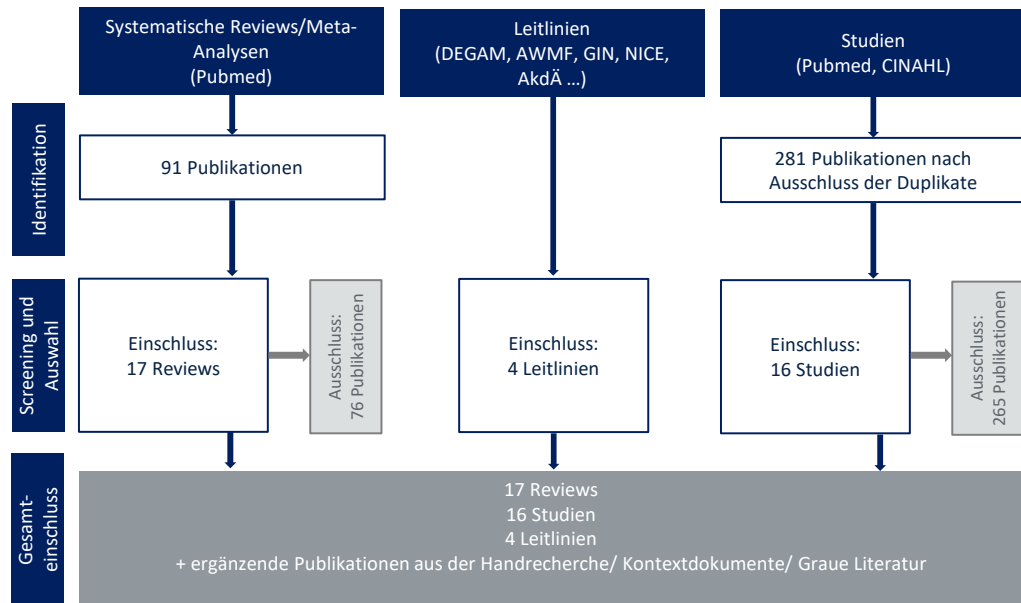 Systematische Reviews/Meta-
Analysen
(Pubmed)
Leitlinien
(DEGAM, AWMF, GIN, NICE,
AkdÄ ...)
Studien
(Pubmed, CINAHL)
Identifikation
91 Publikationen
281 Publikationen nach
Ausschluss der Duplikate
Screening und
Auswahl
Einschluss:
17 Reviews
Ausschluss:
76 Publikationen
Einschluss:
4 Leitlinien
Einschluss:
16 Studien
Ausschluss:
265 Publikationen
Gesamt-
einschluss
17 Reviews
16 Studien
4 Leitlinien
+ ergänzende Publikationen aus der Handrecherche/ Kontextdokumente/ Graue Literatur